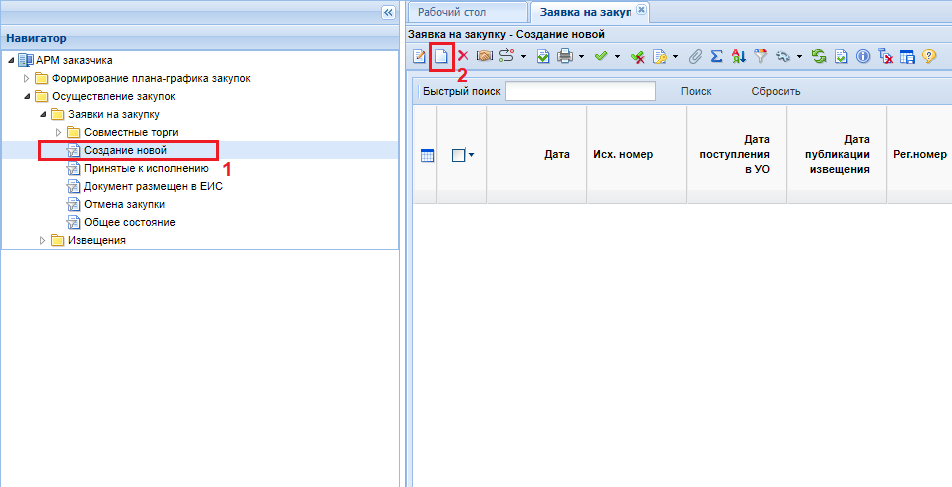 Навигатор
АРМ заказчика
Формирование плана-графика закупок
Осуществление закупок
Заявки на закупку
Совместные торги
Создание новой
1
Принятые к исполнению
Документ размещен в ЕИС
Отмена закупки
Общее состояние
Извещения
Рабочий стол
Заявка на закуп
Заявка на закупку - Создание новой
2
Быстрый поиск
Поиск
Сбросить
Дата
Исх. номер
Дата
поступления
в УО
Дата
публикации
извещения
Рег.номер